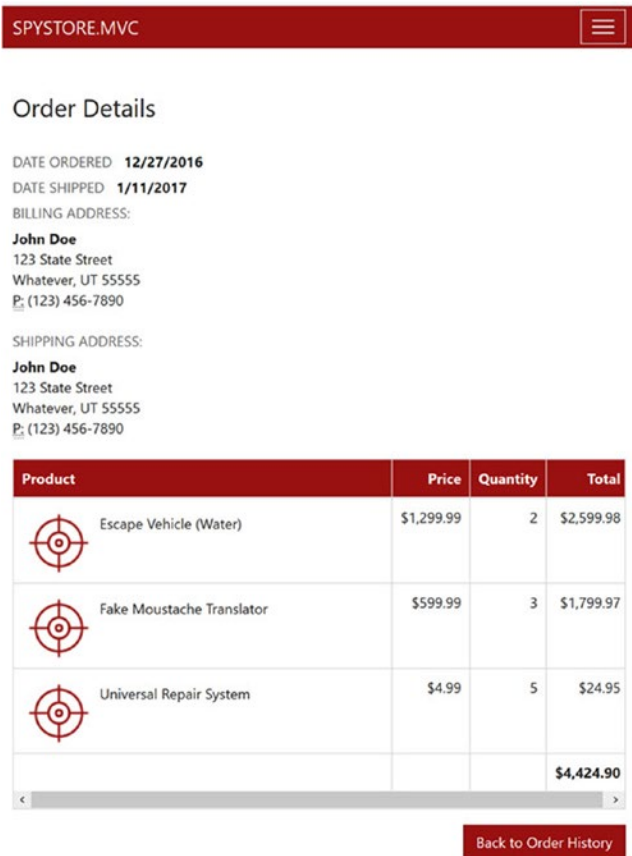 SPYSTORE.MVC
Order Details
DATE ORDERED 12/27/2016
DATE SHIPPED 1/11/2017
BILLING ADDRESS:
John Doe
123 State Street
Whatever, UT 55555
P: (123) 456-7890
SHIPPING ADDRESS:
John Doe
123 State Street
Whatever, UT 55555
P: (123) 456-7890
Product Price Quantity Total
Escape Vehicle (Water) $1,299.99 2 $2,599.98
Fake Moustache Translator $599.99 3 $1,799.97
Universal Repair System $4.99 5 $24.95
$4,424.90
Back to Order History